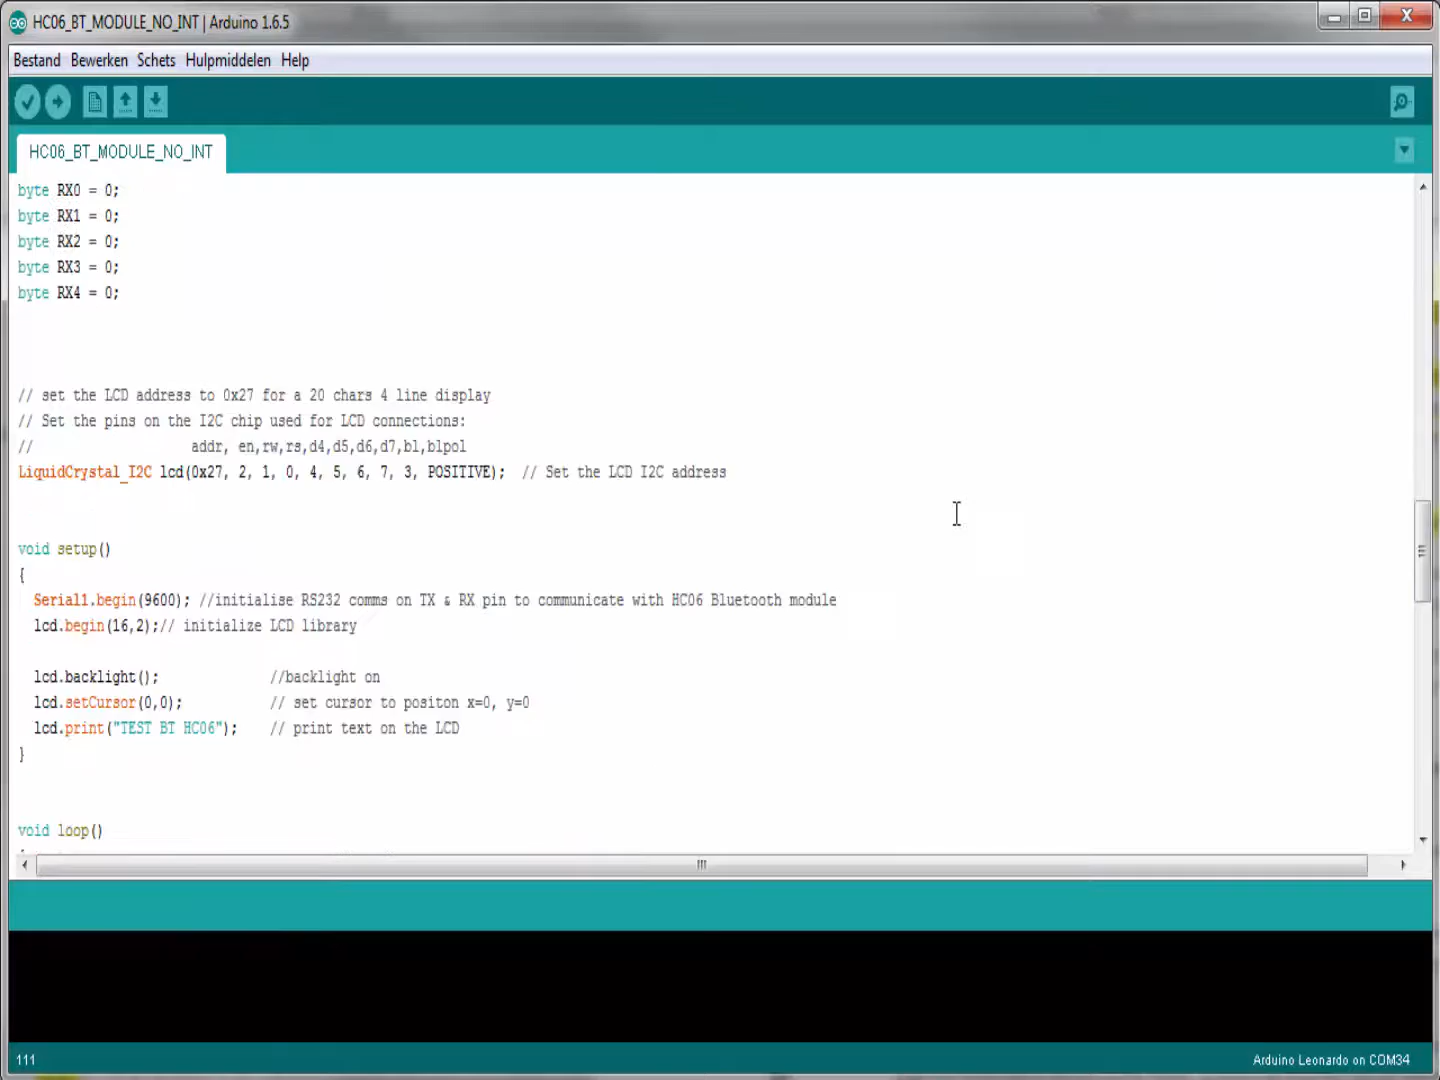 HC06_BT_MODULE_NO_INT | Arduino 1.6.5
Bestand Bewerken Schets Hulpmiddelen Help
HC06_BT_MODULE_NO_INT
byte RX0 = 0;
byte RX1 = 0;
byte RX2 = 0;
byte RX3 = 0;
byte RX4 = 0;
// set the LCD address to 0x27 for a 20 chars 4 line display
// Set the pins on the I2C chip used for LCD connections:
// addr, en,rw,rs,d4,d5,d6,d7,bl,blpol
LiquidCrystal_I2C lcd(0x27, 2, 1, 0, 4, 5, 6, 7, 3, POSITIVE); // Set the LCD I2C address
void setup()
{
Serial1.begin(9600); //initialise RS232 comms on TX & RX pin to communicate with HC06 Bluetooth module
lcd.begin(16,2);// initialize LCD library
lcd.backlight(); //backlight on
lcd.setCursor(0,0); // set cursor to positon x=0, y=0
lcd.print("TEST BT HC06"); // print text on the LCD
}
void loop()
111
Arduino Leonardo on COM34